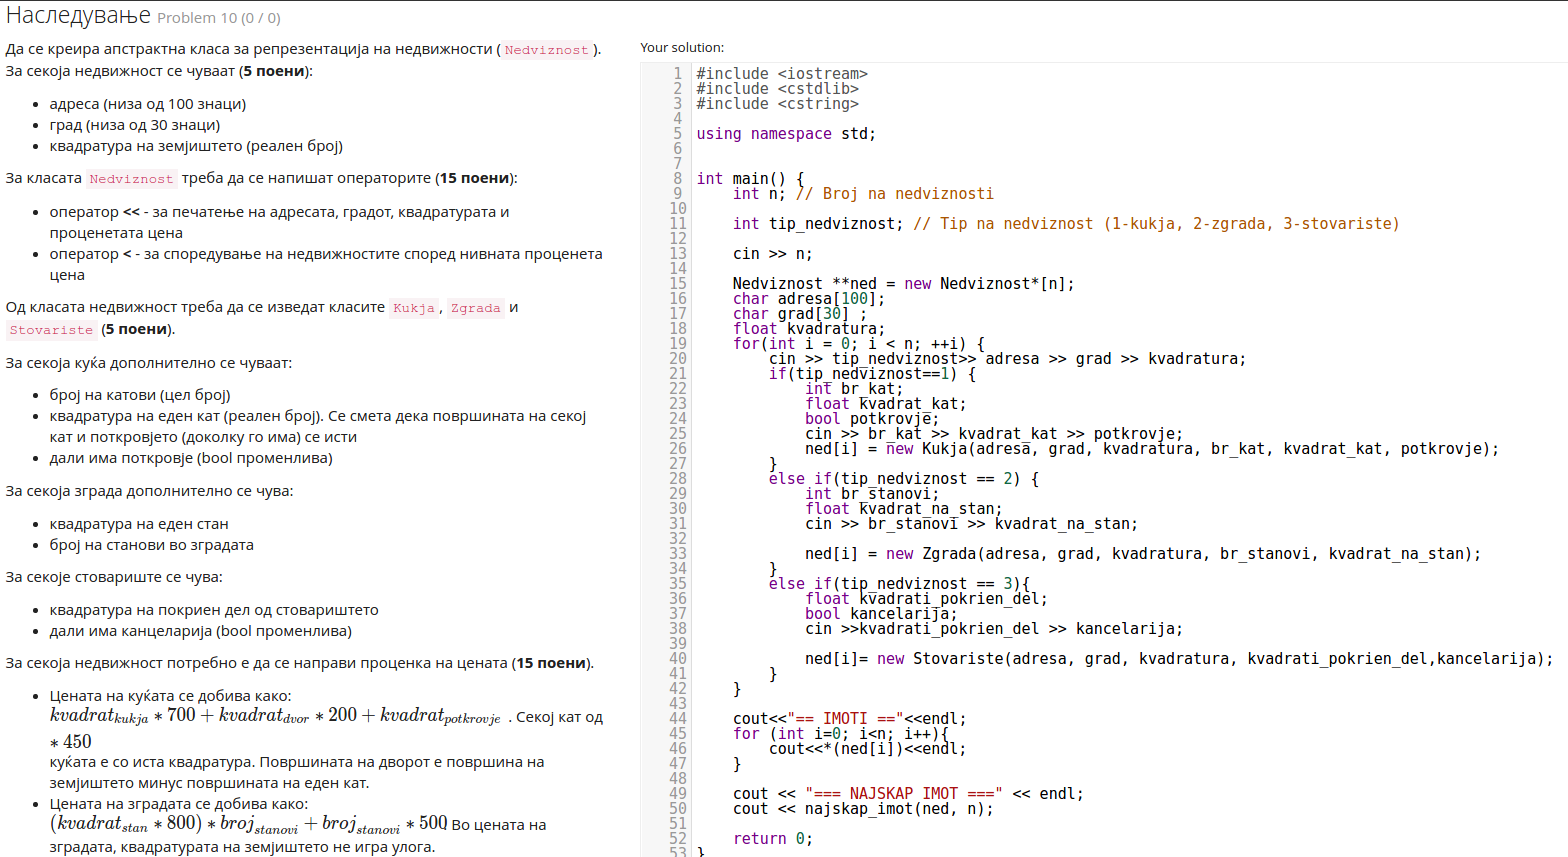 Наследување Problem 10 (0 / 0)
Да се креира апстрактна класа за репрезентација на недвижности ( Nedviznost ).
За секоја недвижност се чуваат (5 поени):
• адреса (низа од 100 знаци)
• град (низа од 30 знаци)
• квадратура на земјиштето (реален број)
За класата Nedviznost треба да се напишат операторите (15 поени):
• оператор << - за печатење на адресата, градот, квадратурата и
проценетата цена
• оператор < - за споредување на недвижностите според нивната проценета
цена
Од класата недвижност треба да се изведат класите Kukja , Zgrada и
Stovariste (5 поени).
За секоја куќа дополнително се чуваат:
• број на катови (цел број)
• квадратура на еден кат (реален број). Се смета дека површината на секој
кат и поткровјето (доколку го има) се исти
• дали има поткровје (bool променлива)
За секоја зграда дополнително се чува:
• квадратура на еден стан
• број на станови во зградата
За секоје стовариште се чува:
• квадратура на покриен дел од стовариштето
• дали има канцеларија (bool променлива)
За секоја недвижност потребно е да се направи проценка на цената (15 поени).
• Цената на куќата се добива како:
kvadrat_kukja * 700 + kvadrat_dvor * 200 + kvadrat_potkrovje . Секој кат од
* 450
куќата е со иста квадратура. Површината на дворот е површина на
земјиштето минус површината на еден кат.
• Цената на зградата се добива како:
(kvadrat_stan * 800) * broj_stanovi + broj_stanovi * 500. Во цената на
зградата, квадратурата на земјиштето не игра улога.
Your solution:
1 #include <iostream>
2 #include <cstdlib>
3 #include <cstring>
4
5 using namespace std;
6
7
8 int main() {
9     int n; // Broj na nedviznosti
10
11     int tip_nedviznost; // Tip na nedviznost (1-kukja, 2-zgrada, 3-stovariste)
12
13     cin >> n;
14
15     Nedviznost **ned = new Nedviznost*[n];
16     char adresa[100];
17     char grad[30] ;
18     float kvadratura;
19     for(int i = 0; i < n; ++i) {
20         cin >> tip_nedviznost>> adresa >> grad >> kvadratura;
21         if(tip_nedviznost==1) {
22             int br_kat;
23             float kvadrat_kat;
24             bool potkrovje;
25             cin >> br_kat >> kvadrat_kat >> potkrovje;
26             ned[i] = new Kukja(adresa, grad, kvadratura, br_kat, kvadrat_kat, potkrovje);
27         }
28         else if(tip_nedviznost == 2) {
29             int br_stanovi;
30             float kvadrat_na_stan;
31             cin >> br_stanovi >> kvadrat_na_stan;
32
33             ned[i] = new Zgrada(adresa, grad, kvadratura, br_stanovi, kvadrat_na_stan);
34         }
35         else if(tip_nedviznost == 3){
36             float kvadrati_pokrien_del;
37             bool kancelarija;
38             cin >>kvadrati_pokrien_del >> kancelarija;
39
40             ned[i]= new Stovariste(adresa, grad, kvadratura, kvadrati_pokrien_del,kancelarija);
41         }
42     }
43
44     cout<<"== IMOTI =="<<endl;
45     for (int i=0; i<n; i++){
46         cout<<*(ned[i])<<endl;
47     }
48
49     cout << "=== NAJSKAP IMOT ===" << endl;
50     cout << najskap_imot(ned, n);
51
52     return 0;
53 }